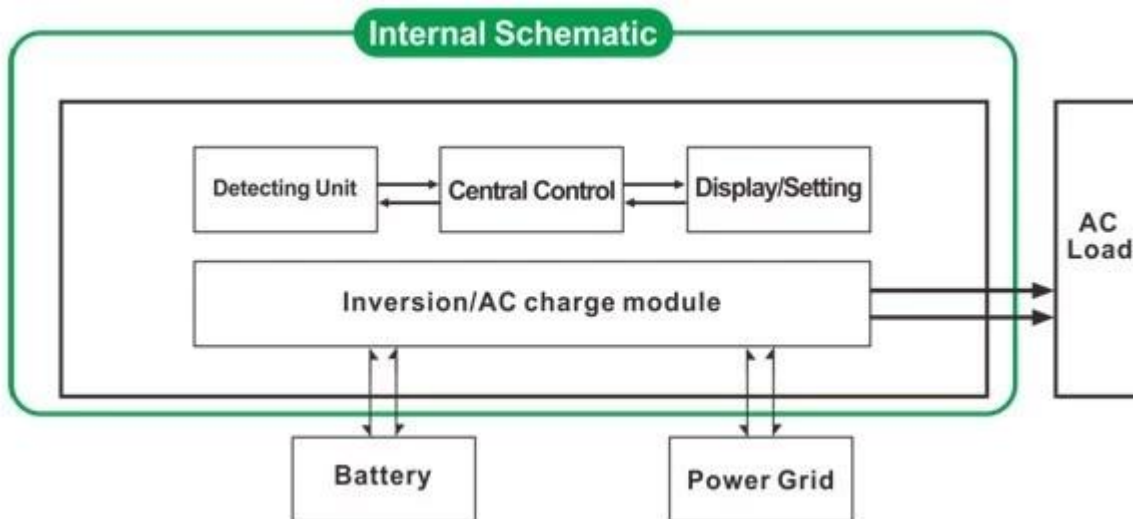 Internal Schematic
Detecting Unit
Central Control
Display/Setting
AC
Load
Inversion/AC charge module
Battery
Power Grid